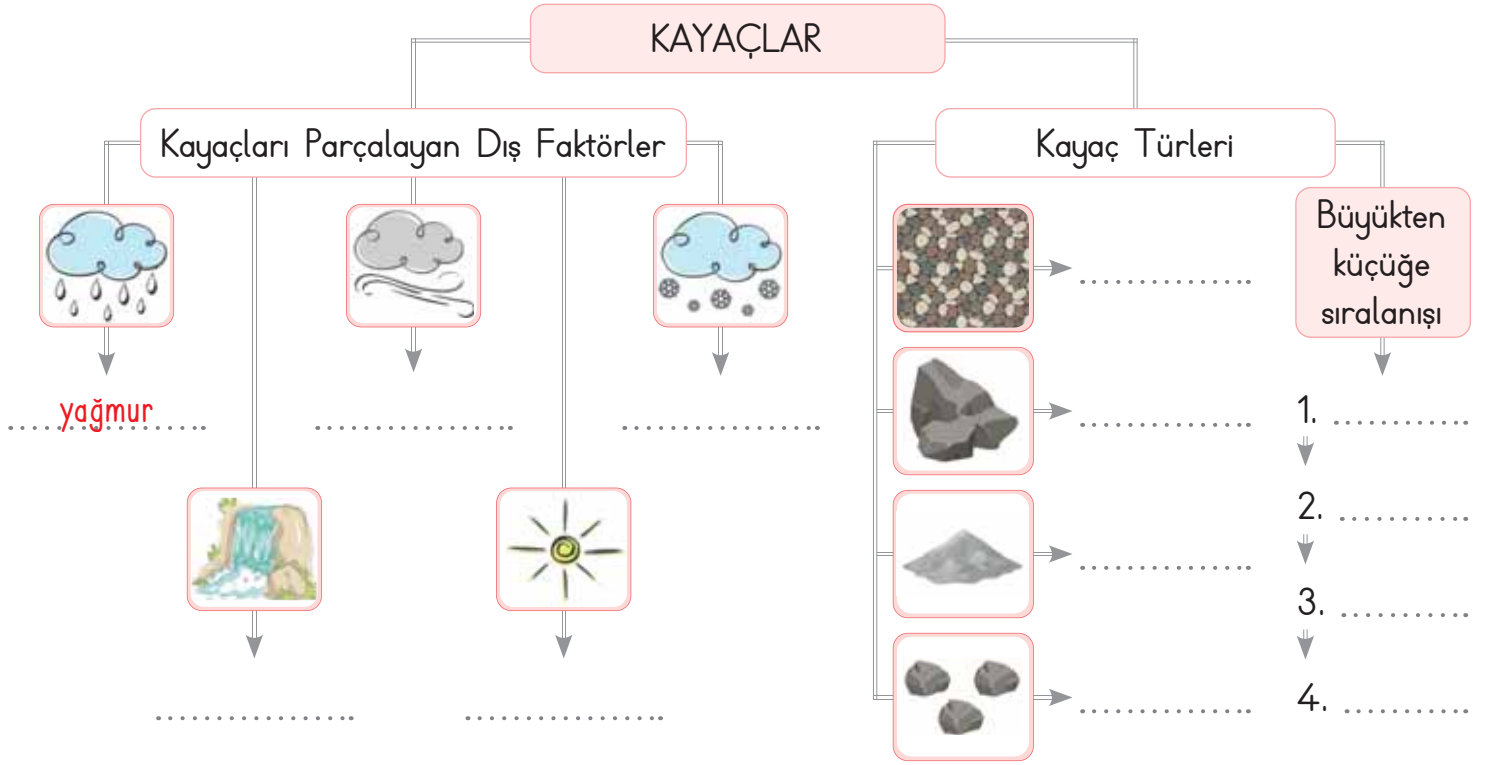 KAYAÇLAR
Kayaçları Parçalayan Dış Faktörler
yağmur
Kayaç Türleri
Büyükten
küçüğe
sıralanışı
1. ..............
2. ..............
3. ..............
4. ..............